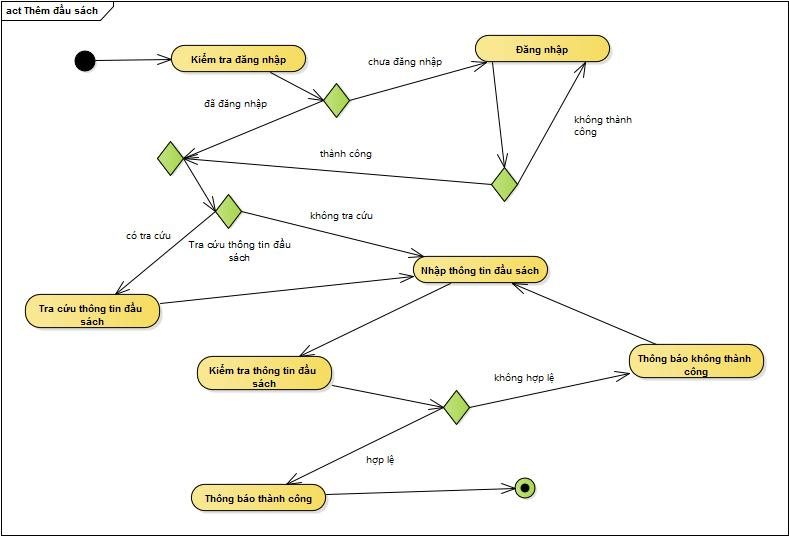 act Thêm đầu sách
Kiểm tra đăng nhập
Đăng nhập
chưa đăng nhập
đã đăng nhập
không thành
công
thành công
không tra cứu
có tra cứu
Tra cứu thông tin đầu
sách
Nhập thông tin đầu sách
Tra cứu thông tin đầu
sách
Kiểm tra thông tin đầu
sách
Thông báo không thành
công
không hợp lệ
hợp lệ
Thông báo thành công